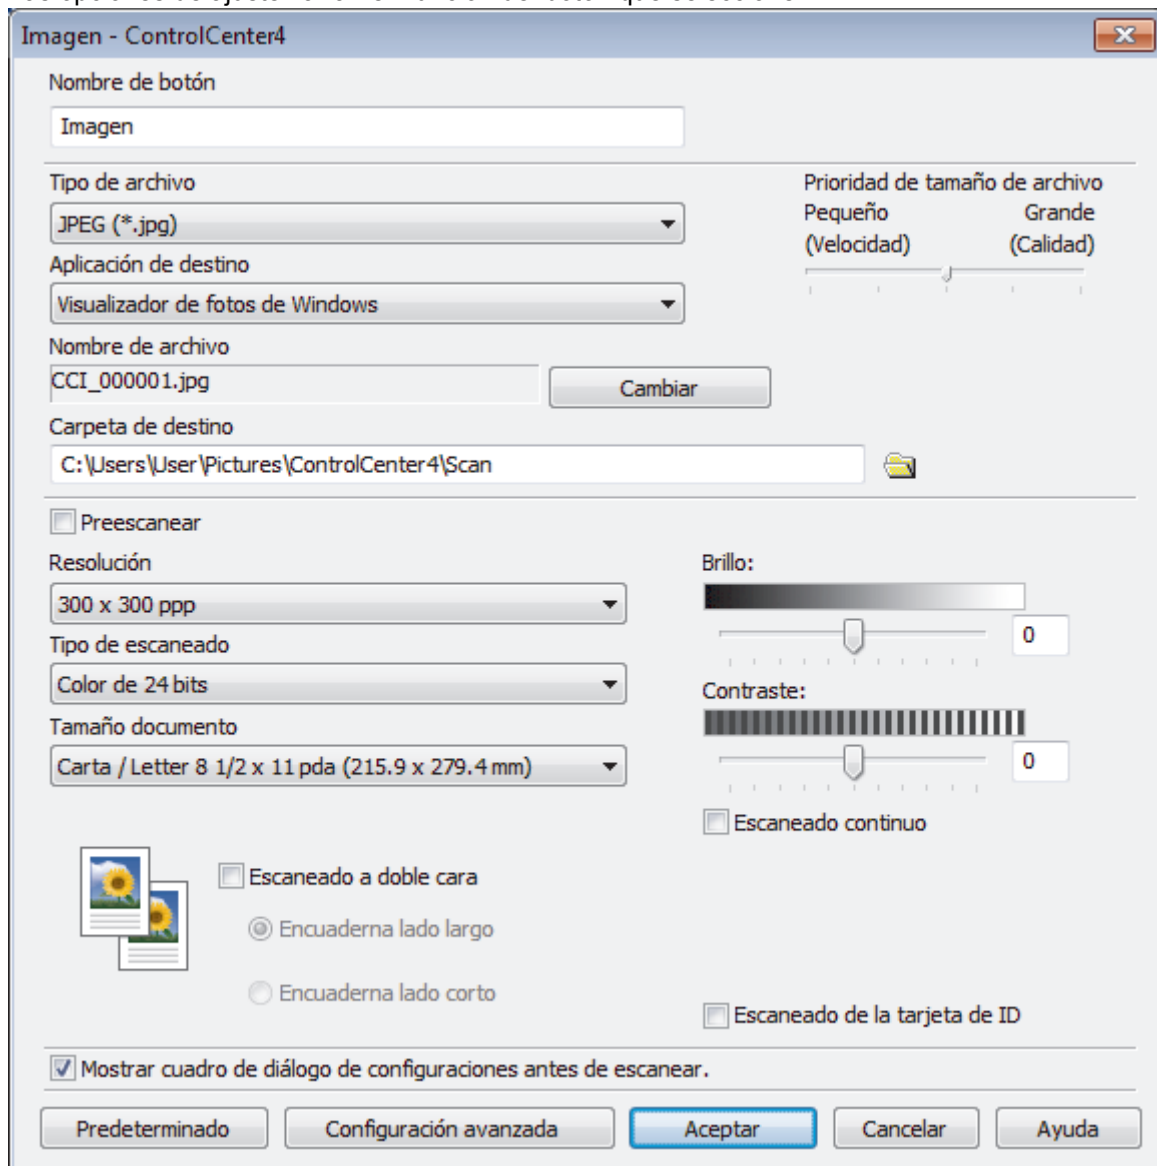 Imagen - ControlCenter4
Nombre de botón
Imagen
Tipo de archivo
JPEG (*.jpg)
Prioridad de tamaño de archivo
Pequeño Grande
(Velocidad) (Calidad)
Aplicación de destino
Visualizador de fotos de Windows
Nombre de archivo
CCI_000001.jpg
Cambiar
Carpeta de destino
C:\Users\User\Pictures\ControlCenter4\Scan
Preescanear
Resolución
300 x 300 ppp
Tipo de escaneado
Color de 24 bits
Tamaño documento
Carta / Letter 8 1/2 x 11 pda (215.9 x 279.4 mm)
Brillo:
0
Contraste:
0
Escaneado continuo
Escaneado a doble cara
Encuaderna lado largo
Encuaderna lado corto
Escaneado de la tarjeta de ID
Mostrar cuadro de diálogo de configuraciones antes de escanear.
Predeterminado
Configuración avanzada
Aceptar
Cancelar
Ayuda